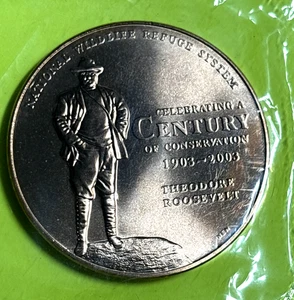 NATIONAL WILDLIFE REFUGE SYSTEM
CELEBRATING A
CENTURY
OF CONSERVATION
1903-2003
THEODORE
ROOSEVELT